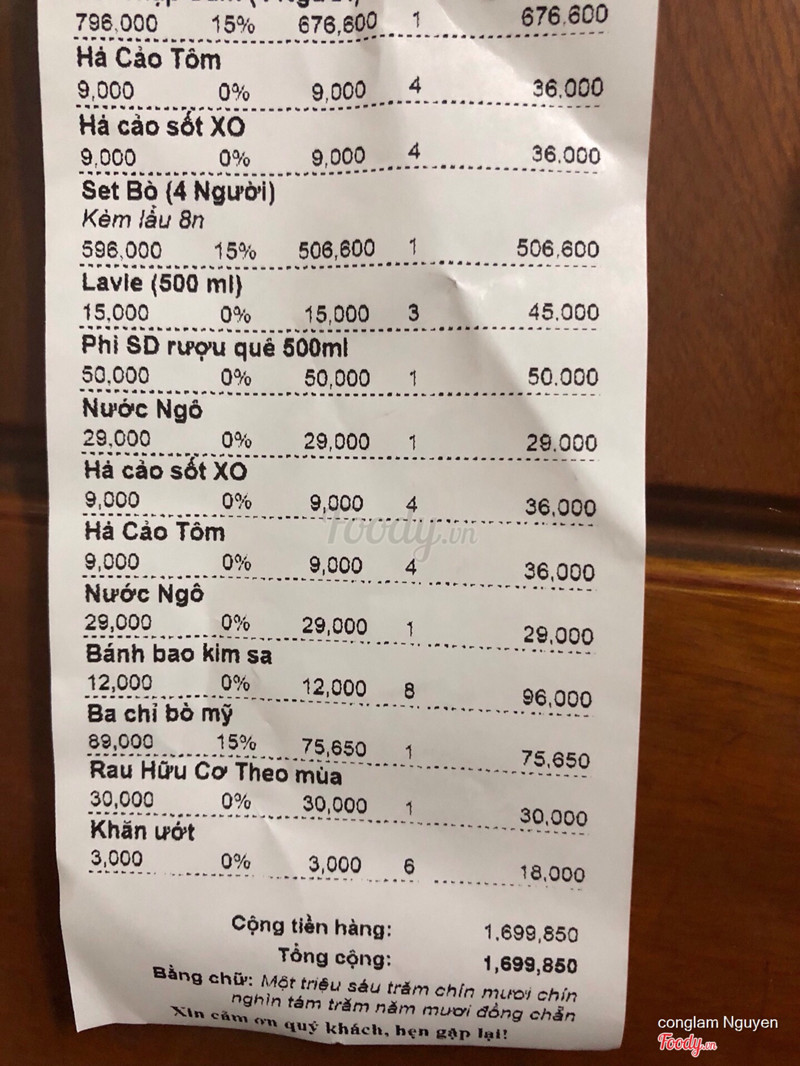 796,000 15% 676,600 1 676,600
Há Cảo Tôm
9,000 0% 9,000 4 36,000
Há cảo sốt XO
9,000 0% 9,000 4 36,000
Set Bò (4 Người)
Kèm lẩu 8n
596,000 15% 506,600 1 506,600
Lavie (500 ml)
15,000 0% 15,000 3 45,000
Phi SD rượu quê 500ml
50,000 0% 50,000 1 50,000
Nước Ngô
29,000 0% 29,000 1 29,000
Há cảo sốt XO
9,000 0% 9,000 4 36,000
Há Cảo Tôm
9,000 0% 9,000 4 36,000
Nước Ngô
29,000 0% 29,000 1 29,000
Bánh bao kim sa
12,000 0% 12,000 8 96,000
Ba chỉ bò mỹ
89,000 15% 75,650 1 75,650
Rau Hữu Cơ Theo mùa
30,000 0% 30,000 1 30,000
Khăn ướt
3,000 0% 3,000 6 18,000
Cộng tiền hàng: 1,699,850
Tổng cộng: 1,699,850
Bằng chữ: Một triệu sáu trăm chín mươi chín
nghìn tám trăm năm mươi đồng chẵn
Xin cảm ơn quý khách, hẹn gặp lại!
foody.vn
conglam Nguyen
Foody.vn